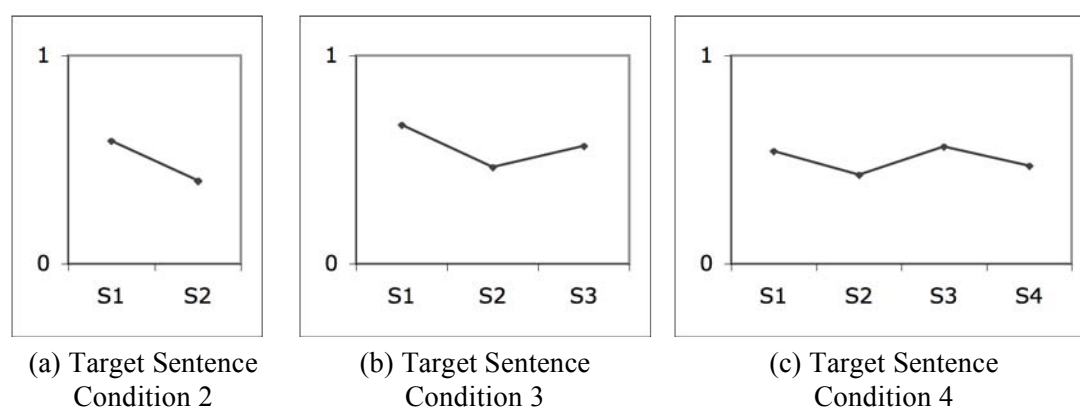 1
0
S1 S2
(a) Target Sentence
Condition 2
1
0
S1 S2 S3
(b) Target Sentence
Condition 3
1
0
S1 S2 S3 S4
(c) Target Sentence
Condition 4